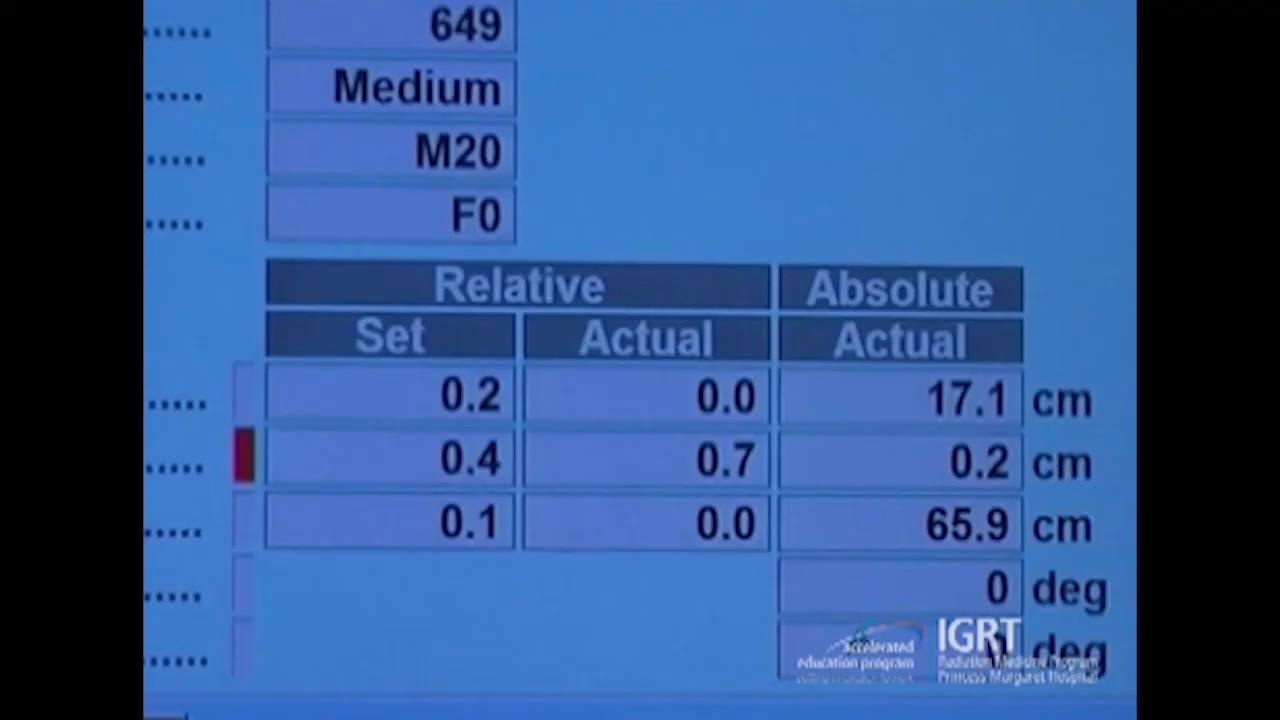 ...... 649
..... Medium
..... M20
..... F0
Relative Absolute
Set Actual Actual
..... 0.2 0.0 17.1 cm
..... 0.4 0.7 0.2 cm
..... 0.1 0.0 65.9 cm
..... 0 deg
...... 0 deg
accelerated
education program
IGRT
Radiation Medicine Program
Princess Margaret Hospital